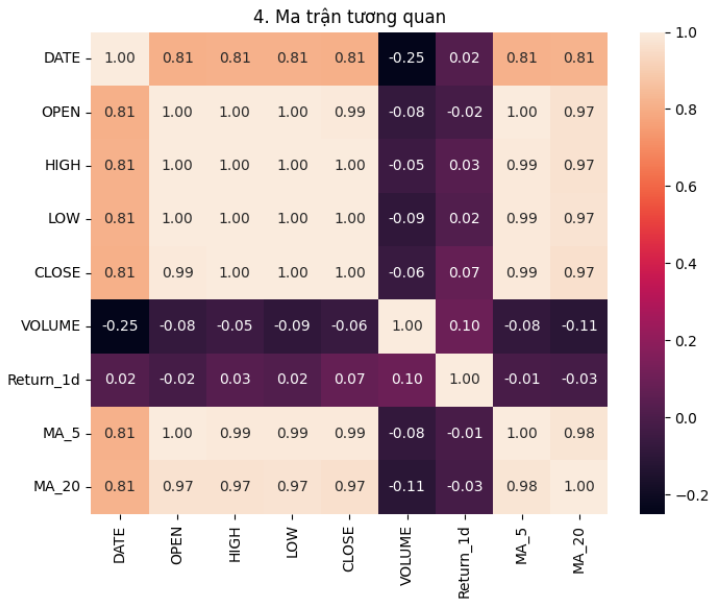 4. Ma trận tương quan
DATE 1.00 0.81 0.81 0.81 0.81 -0.25 0.02 0.81 0.81
OPEN 0.81 1.00 1.00 1.00 0.99 -0.08 -0.02 1.00 0.97
HIGH 0.81 1.00 1.00 1.00 1.00 -0.05 0.03 0.99 0.97
LOW 0.81 1.00 1.00 1.00 1.00 -0.09 0.02 0.99 0.97
CLOSE 0.81 0.99 1.00 1.00 1.00 -0.06 0.07 0.99 0.97
VOLUME -0.25 -0.08 -0.05 -0.09 -0.06 1.00 0.10 -0.08 -0.11
Return_1d 0.02 -0.02 0.03 0.02 0.07 0.10 1.00 -0.01 -0.03
MA_5 0.81 1.00 0.99 0.99 0.99 -0.08 -0.01 1.00 0.98
MA_20 0.81 0.97 0.97 0.97 0.97 -0.11 -0.03 0.98 1.00
DATE OPEN HIGH LOW CLOSE VOLUME Return_1d MA_5 MA_20
1.0
0.8
0.6
0.4
0.2
0.0
−0.2